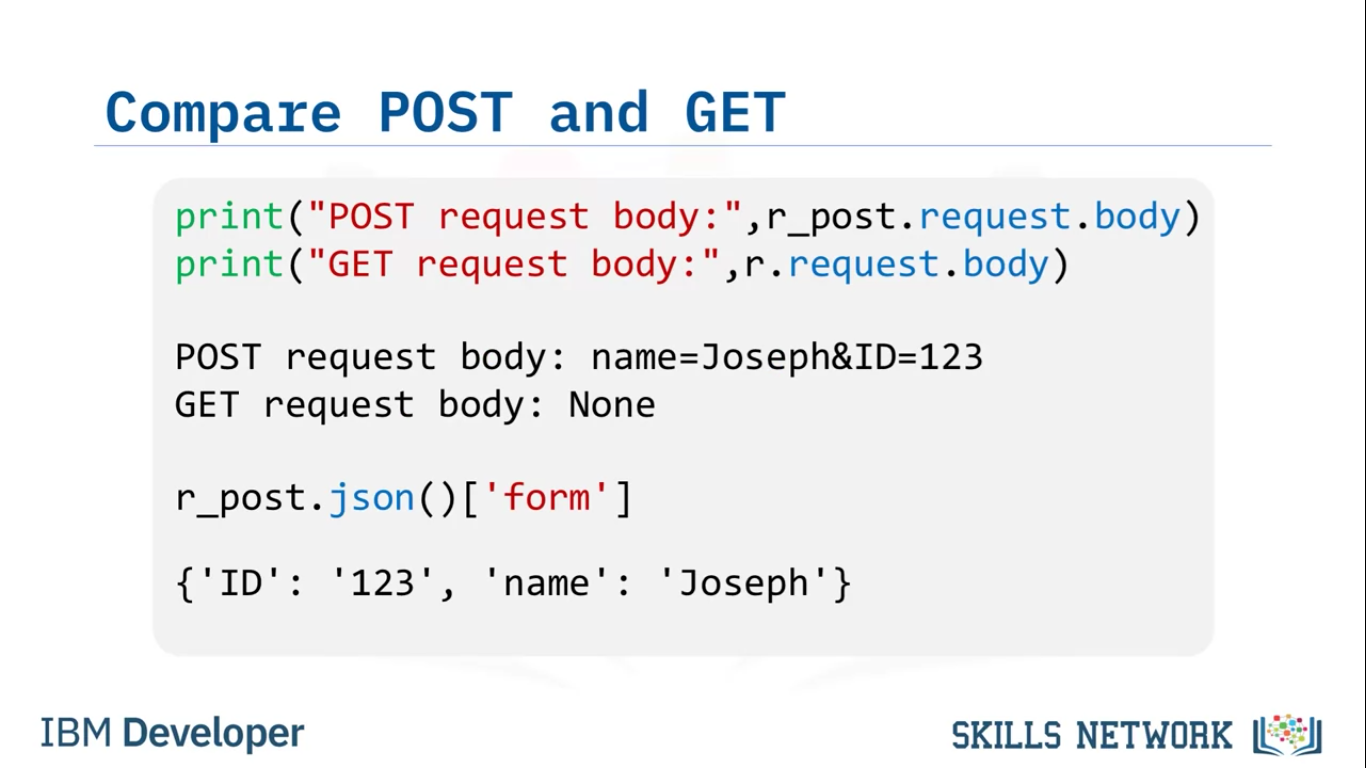 Compare POST and GET
print("POST request body:",r_post.request.body)
print("GET request body:",r.request.body)
POST request body: name=Joseph&ID=123
GET request body: None
r_post.json()['form']
{'ID': '123', 'name': 'Joseph'}
IBM Developer
SKILLS NETWORK